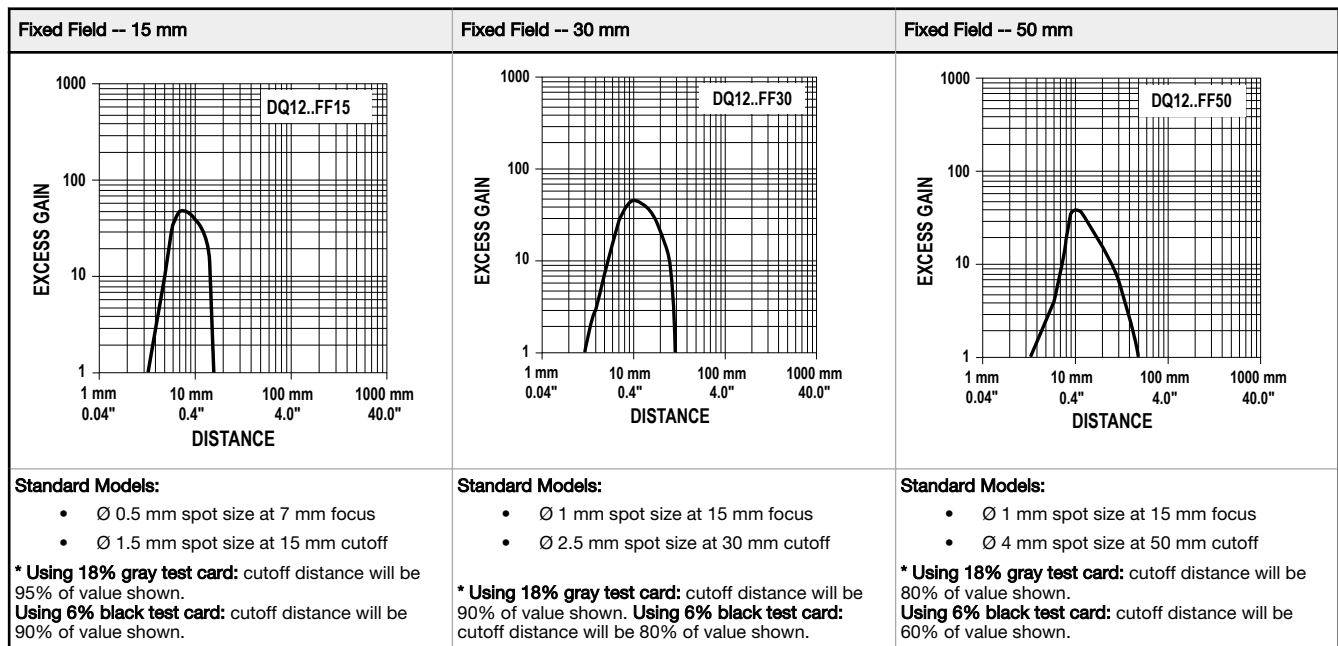 Fixed Field -- 15 mm
Fixed Field -- 30 mm
Fixed Field -- 50 mm
1000
100
10
1
EXCESS GAIN
DQ12..FF15
1 mm
0.04"
10 mm
0.4"
100 mm
4.0"
1000 mm
40.0"
DISTANCE
1000
100
10
1
EXCESS GAIN
DQ12..FF30
1 mm
0.04"
10 mm
0.4"
100 mm
4.0"
1000 mm
40.0"
DISTANCE
1000
100
10
1
EXCESS GAIN
DQ12..FF50
1 mm
0.04"
10 mm
0.4"
100 mm
4.0"
1000 mm
40.0"
DISTANCE
Standard Models:
• Ø 0.5 mm spot size at 7 mm focus
• Ø 1.5 mm spot size at 15 mm cutoff
* Using 18% gray test card: cutoff distance will be
95% of value shown.
Using 6% black test card: cutoff distance will be
90% of value shown.
Standard Models:
• Ø 1 mm spot size at 15 mm focus
• Ø 2.5 mm spot size at 30 mm cutoff
* Using 18% gray test card: cutoff distance will be
90% of value shown. Using 6% black test card:
cutoff distance will be 80% of value shown.
Standard Models:
• Ø 1 mm spot size at 15 mm focus
• Ø 4 mm spot size at 50 mm cutoff
* Using 18% gray test card: cutoff distance will be
80% of value shown.
Using 6% black test card: cutoff distance will be
60% of value shown.